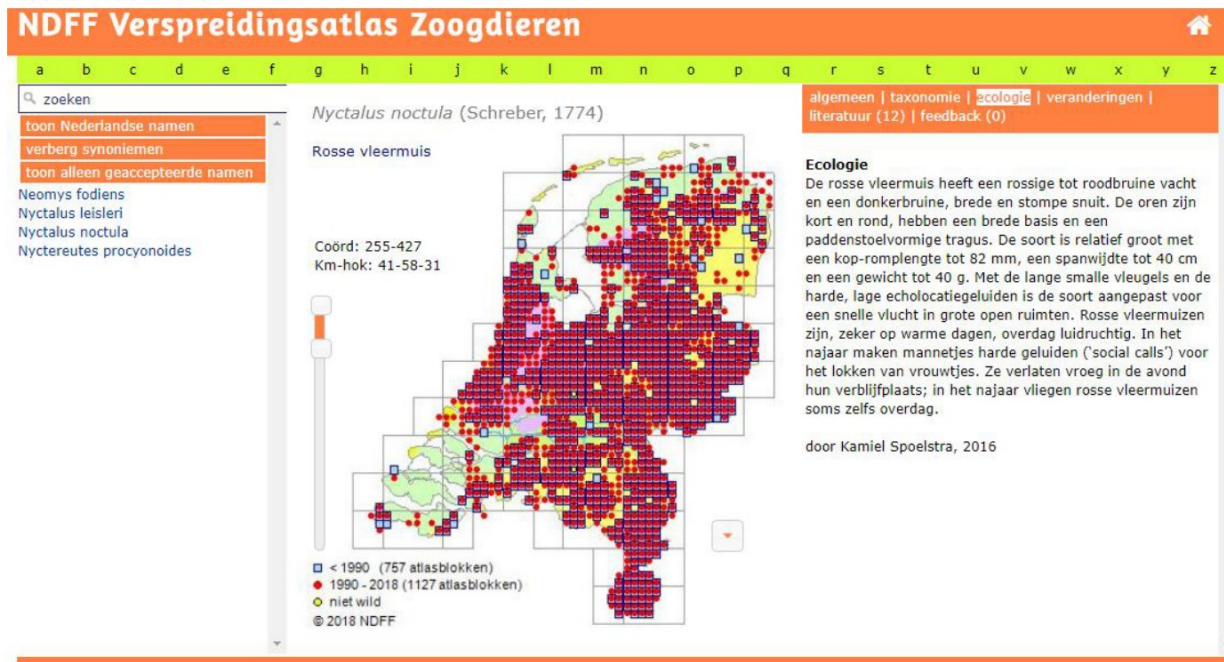 NDFF Verspreidingsatlas Zoogdieren
a b c d e f g h i j k l m n o p q r s t u v w x y z
zoeken
toon Nederlandse namen
verberg synoniemen
toon alleen geaccepteerde namen
Neomys fodiens
Nyctalus leisleri
Nyctalus noctula
Nyctereutes procyonoides
Nyctalus noctula (Schreber, 1774)
Rosse vleermuis
Coörd: 255-427
Km-hok: 41-58-31
< 1990 (757 atlasblokken)
1990 - 2018 (1127 atlasblokken)
niet wild
© 2018 NDFF
algemeen | taxonomie | ecologie | veranderingen |
literatuur (12) | feedback (0)
Ecologie
De rosse vleermuis heeft een rossige tot roodbruine vacht
en een donkerbruine, brede en stompe snuit. De oren zijn
kort en rond, hebben een brede basis en een
paddenstoelvormige tragus. De soort is relatief groot met
een kop-romplengte tot 82 mm, een spanwijdte tot 40 cm
en een gewicht tot 40 g. Met de lange smalle vleugels en de
harde, lage echolocatiegeluiden is de soort aangepast voor
een snelle vlucht in grote open ruimten. Rosse vleermuizen
zijn, zeker op warme dagen, overdag luidruchtig. In het
najaar maken mannetjes harde geluiden (‘social calls’) voor
het lokken van vrouwtjes. Ze verlaten vroeg in de avond
hun verblijfplaats; in het najaar vliegen rosse vleermuizen
soms zelfs overdag.
door Kamiel Spoelstra, 2016